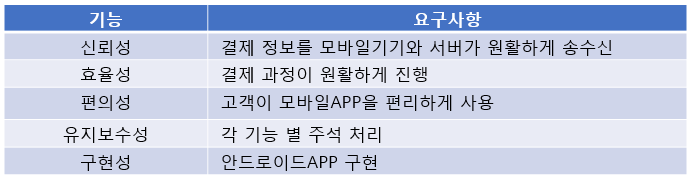 기능 요구사항
신뢰성 결제 정보를 모바일기기와 서버가 원활하게 송수신
효율성 결제 과정이 원활하게 진행
편의성 고객이 모바일APP을 편리하게 사용
유지보수성 각 기능 별 주석 처리
구현성 안드로이드APP 구현